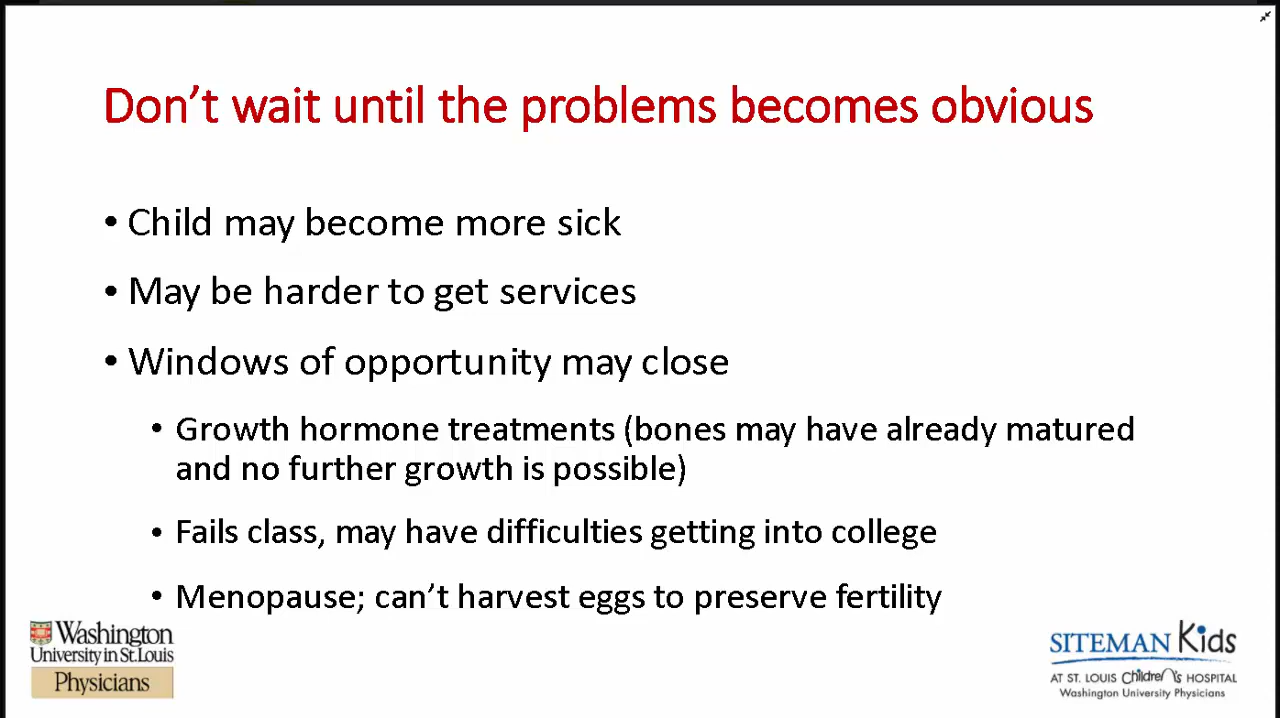 Don’t wait until the problems becomes obvious
• Child may become more sick
• May be harder to get services
• Windows of opportunity may close
• Growth hormone treatments (bones may have already matured
and no further growth is possible)
• Fails class, may have difficulties getting into college
• Menopause; can’t harvest eggs to preserve fertility
Washington
University in St. Louis
Physicians
SITEMAN Kids
AT ST. LOUIS Children's HOSPITAL
Washington University Physicians